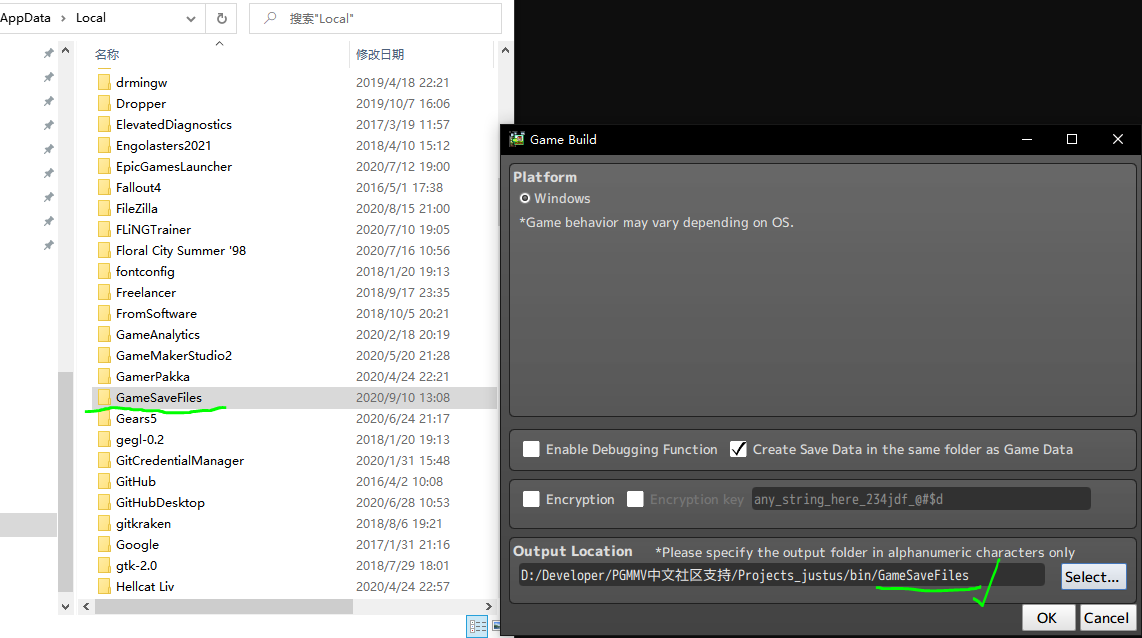 AppData > Local
搜索"Local"
名称 修改日期
drmingw 2019/4/18 22:21
Dropper 2019/10/7 16:06
ElevatedDiagnostics 2017/3/19 11:57
Engolasters2021 2018/4/10 15:12
EpicGamesLauncher 2020/7/12 19:00
Fallout4 2016/5/1 17:38
FileZilla 2020/8/15 21:00
FLiNGTrainer 2020/7/10 19:05
Floral City Summer '98 2020/7/16 10:56
fontconfig 2018/1/20 19:13
Freelancer 2018/9/17 23:35
FromSoftware 2018/10/5 20:21
GameAnalytics 2020/2/18 20:19
GameMakerStudio2 2020/5/20 21:28
GamerPakka 2020/4/24 22:21
GameSaveFiles 2020/9/10 13:08
Gears5 2020/6/24 21:17
gegl-0.2 2018/1/20 19:13
GitCredentialManager 2020/1/31 15:48
GitHub 2016/4/2 10:08
GitHubDesktop 2020/6/28 10:53
gitkraken 2018/8/6 19:21
Google 2017/1/31 21:16
gtk-2.0 2018/7/29 18:01
Hellcat Liv 2020/4/24 22:57
Game Build
Platform
Windows
*Game behavior may vary depending on OS.
Enable Debugging Function Create Save Data in the same folder as Game Data
Encryption Encryption key any_string_here_234jdf_@#$d
Output Location *Please specify the output folder in alphanumeric characters only
D:/Developer/PGMMV中文社区支持/Projects_justus/bin/GameSaveFiles Select...
OK Cancel